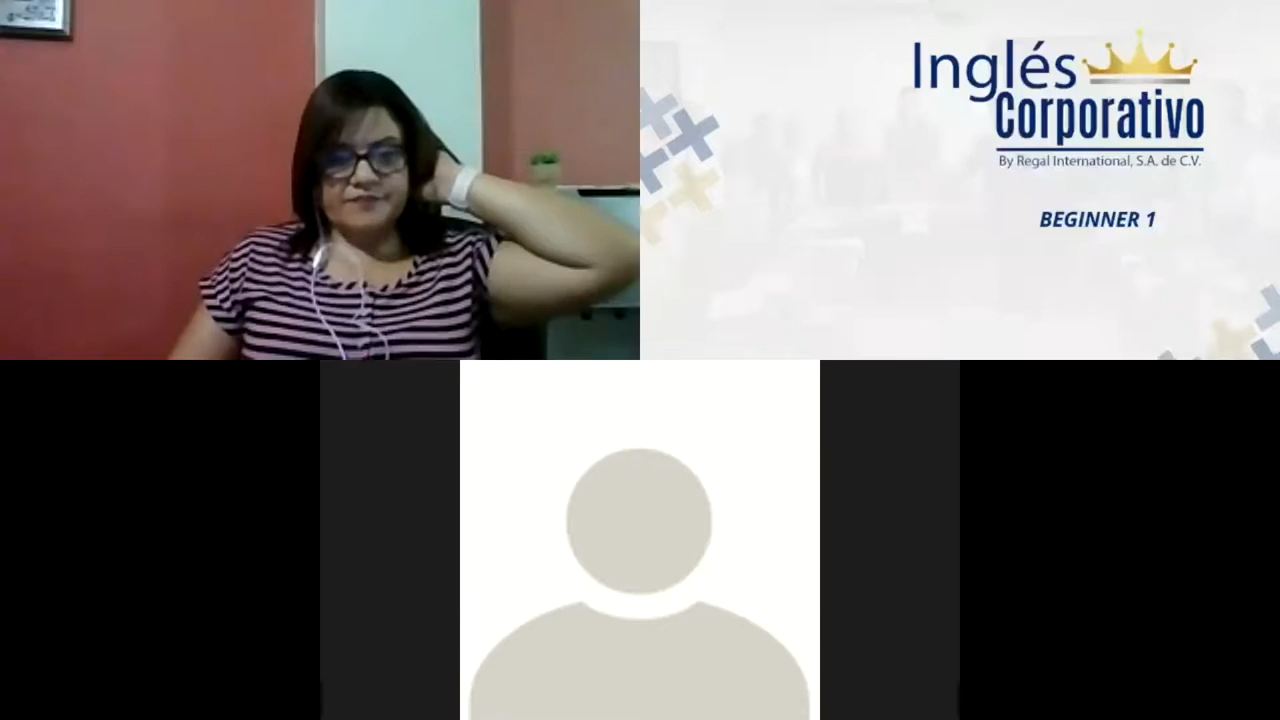 Inglés
Corporativo
By Regal International, S.A. de C.V.
BEGINNER 1